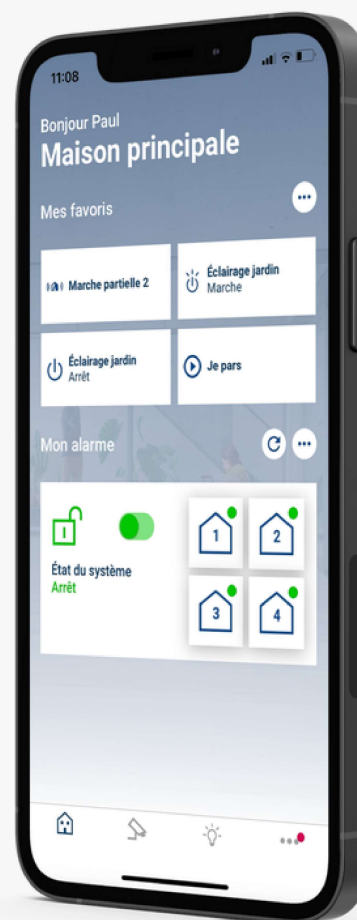 11:08
Bonjour Paul
Maison principale
Mes favoris
Marche partielle 2
Éclairage jardin
Marche
Éclairage jardin
Arrêt
Je pars
Mon alarme
État du système
Arrêt
1
2
3
4